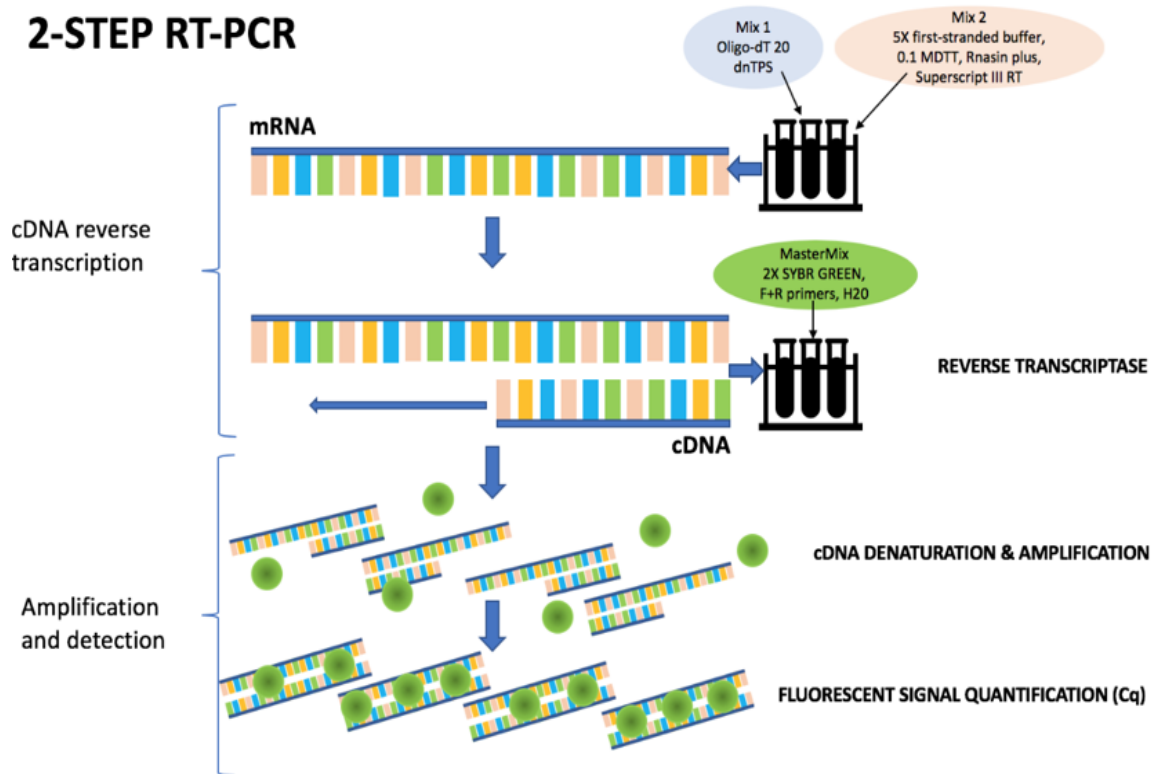 2-STEP RT-PCR
Mix 1
Oligo-dT 20
dnTPS
Mix 2
5X first-stranded buffer,
0.1 MDTT, Rnasin plus,
Superscript III RT
mRNA
cDNA reverse
transcription
MasterMix
2X SYBR GREEN,
F+R primers, H20
REVERSE TRANSCRIPTASE
cDNA
cDNA DENATURATION & AMPLIFICATION
Amplification
and detection
FLUORESCENT SIGNAL QUANTIFICATION (Cq)